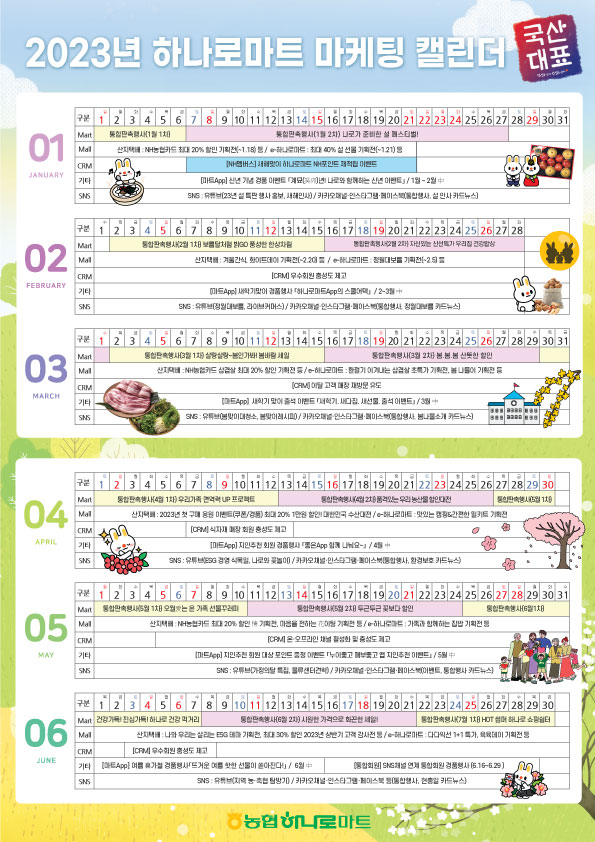 2023년 하나로마트 마케팅 캘린더
국산
대표
01
JANUARY
구분 1 2 3 4 5 6 7 8 9 10 11 12 13 14 15 16 17 18 19 20 21 22 23 24 25 26 27 28 29 30 31
Mart 통합판촉행사(1월 1차) 통합판촉행사(1월 2차) 나로가 준비한 설 페스티벌!
Mall 산지택배 : NH농협카드 최대 20% 할인 기획전(~1.18) 등 / e-하나로마트 : 최대 40% 설 선물 기획전(~1.21) 등
CRM [NH멤버스] 새해맞이 하나로마트 NH포인트 재적립 이벤트
기타 [마트App] 신년 기념 경품 이벤트 「계묘(癸卯)년! 나로와 함께하는 신년 이벤트」 / 1월 ~ 2월 中
SNS SNS : 유튜브(23년 설 특판 행사 홍보, 새해인사) / 카카오채널·인스타그램·페이스북(통합행사, 설 인사 카드뉴스)
02
FEBRUARY
구분 1 2 3 4 5 6 7 8 9 10 11 12 13 14 15 16 17 18 19 20 21 22 23 24 25 26 27 28
Mart 통합판촉행사(2월 1차) 보름달처럼 BIGO 풍성한 한상차림 통합판촉행사(2월 2차) 자신있는 신선특가 우리집 건강밥상
Mall 산지택배 : 겨울간식, 화이트데이 기획전(~2.20) 등 / e-하나로마트 : 정월대보름 기획전(~2.5) 등
CRM [CRM] 우수회원 충성도 제고
기타 [마트App] 새학기맞이 경품행사 「하나로마트App의 스쿨어택」 / 2~3월 中
SNS SNS : 유튜브(정월대보름, 라이브커머스) / 카카오채널·인스타그램·페이스북(통합행사, 정월대보름 카드뉴스)
03
MARCH
구분 1 2 3 4 5 6 7 8 9 10 11 12 13 14 15 16 17 18 19 20 21 22 23 24 25 26 27 28 29 30 31
Mart 통합판촉행사(3월 1차) 살랑살랑~봄인가봐! 봄바람 세일 통합판촉행사(3월 2차) 봄.봄.봄 산뜻한 할인
Mall 산지택배 : NH농협카드 삼겹살 최대 20% 할인 기획전 등 / e-하나로마트 : 환절기 이겨내는 삼겹살 초특가 기획전, 봄 나들이 기획전 등
CRM [CRM] 이달 고객 매장 재방문 유도
기타 [마트App] 새학기 맞이 출석 이벤트 「새학기, 새다짐, 새선물, 출석 이벤트」 / 3월 中
SNS SNS : 유튜브(봄맞이대청소, 봄맞이레시피) / 카카오채널·인스타그램·페이스북(통합행사, 봄나물소개 카드뉴스)
04
APRIL
구분 1 2 3 4 5 6 7 8 9 10 11 12 13 14 15 16 17 18 19 20 21 22 23 24 25 26 27 28 29 30
Mart 통합판촉행사(4월 1차) 우리가족 면역력 UP 프로젝트 통합판촉행사(4월 2차) 품격있는 우리 농산물 할인대전 통합판촉행사(5월 1차)
Mall 산지택배 : 2023년 첫 구매 응원 이벤트(쿠폰/경품) 최대 20% 1만원 할인! 대한민국 수산대전 / e-하나로마트 : 맛있는 캠핑&간편한 밀키트 기획전
CRM [CRM] 식자재 매장 회원 충성도 제고
기타 [마트App] 지인추천 회원 경품행사 「좋은App 함께 나눠요~」 / 4월 中
SNS SNS : 유튜브(ESG 경영 식목일, 나로와 꽃놀이) / 카카오채널·인스타그램·페이스북(통합행사, 환경보호 카드뉴스)
05
MAY
구분 1 2 3 4 5 6 7 8 9 10 11 12 13 14 15 16 17 18 19 20 21 22 23 24 25 26 27 28 29 30 31
Mart 통합판촉행사(5월 1차) 오월愛는 온 가족 선물꾸러미 통합판촉행사(5월 2차) 두근두근 꽃보다 할인 통합판촉행사(6월1차)
Mall 산지택배 : NH농협카드 최대 20% 할인 기획전, 마음을 전하는 기획전 등 / e-하나로마트 : 가족과 함께하는 집밥 기획전 등
CRM [CRM] 온·오프라인 채널 활성화 및 충성도 제고
기타 [마트App] 지인추천 회원 대상 포인트 증정 이벤트 「누이좋고 매부좋고 앱 지인추천 이벤트」 / 5월 中
SNS SNS : 유튜브(가정의달 특집, 물류센터견학) / 카카오채널·인스타그램·페이스북(이벤트, 통합행사 카드뉴스)
06
JUNE
구분 1 2 3 4 5 6 7 8 9 10 11 12 13 14 15 16 17 18 19 20 21 22 23 24 25 26 27 28 29 30
Mart 건강가득! 진심가득! 하나로 건강 먹거리 통합판촉행사(6월 2차) 시원한 가격으로 화끈한 세일! 통합판촉행사(7월 1차) HOT 썸머 하나로 쇼핑쉼터
Mall 산지택배 : 나와 우리는 살리는 ESG 테마 기획전, 최대 30% 할인 2023년 상반기 고객 감사전 등 / e-하나로마트 : 다다익선 1+1 특가, 육육데이 기획전 등
CRM [CRM] 우수회원 충성도 제고
기타 [마트App] 여름 휴가철 경품행사 「뜨거운 여름 핫한 선물이 쏟아진다!」 / 6월 中 [통합회원] SNS채널 연계 통합회원 경품행사 (6.16~6.29)
SNS SNS : 유튜브(지역 농·축협 탐방기) / 카카오채널·인스타그램·페이스북 등(통합행사, 현충일 카드뉴스)
농협 하나로마트